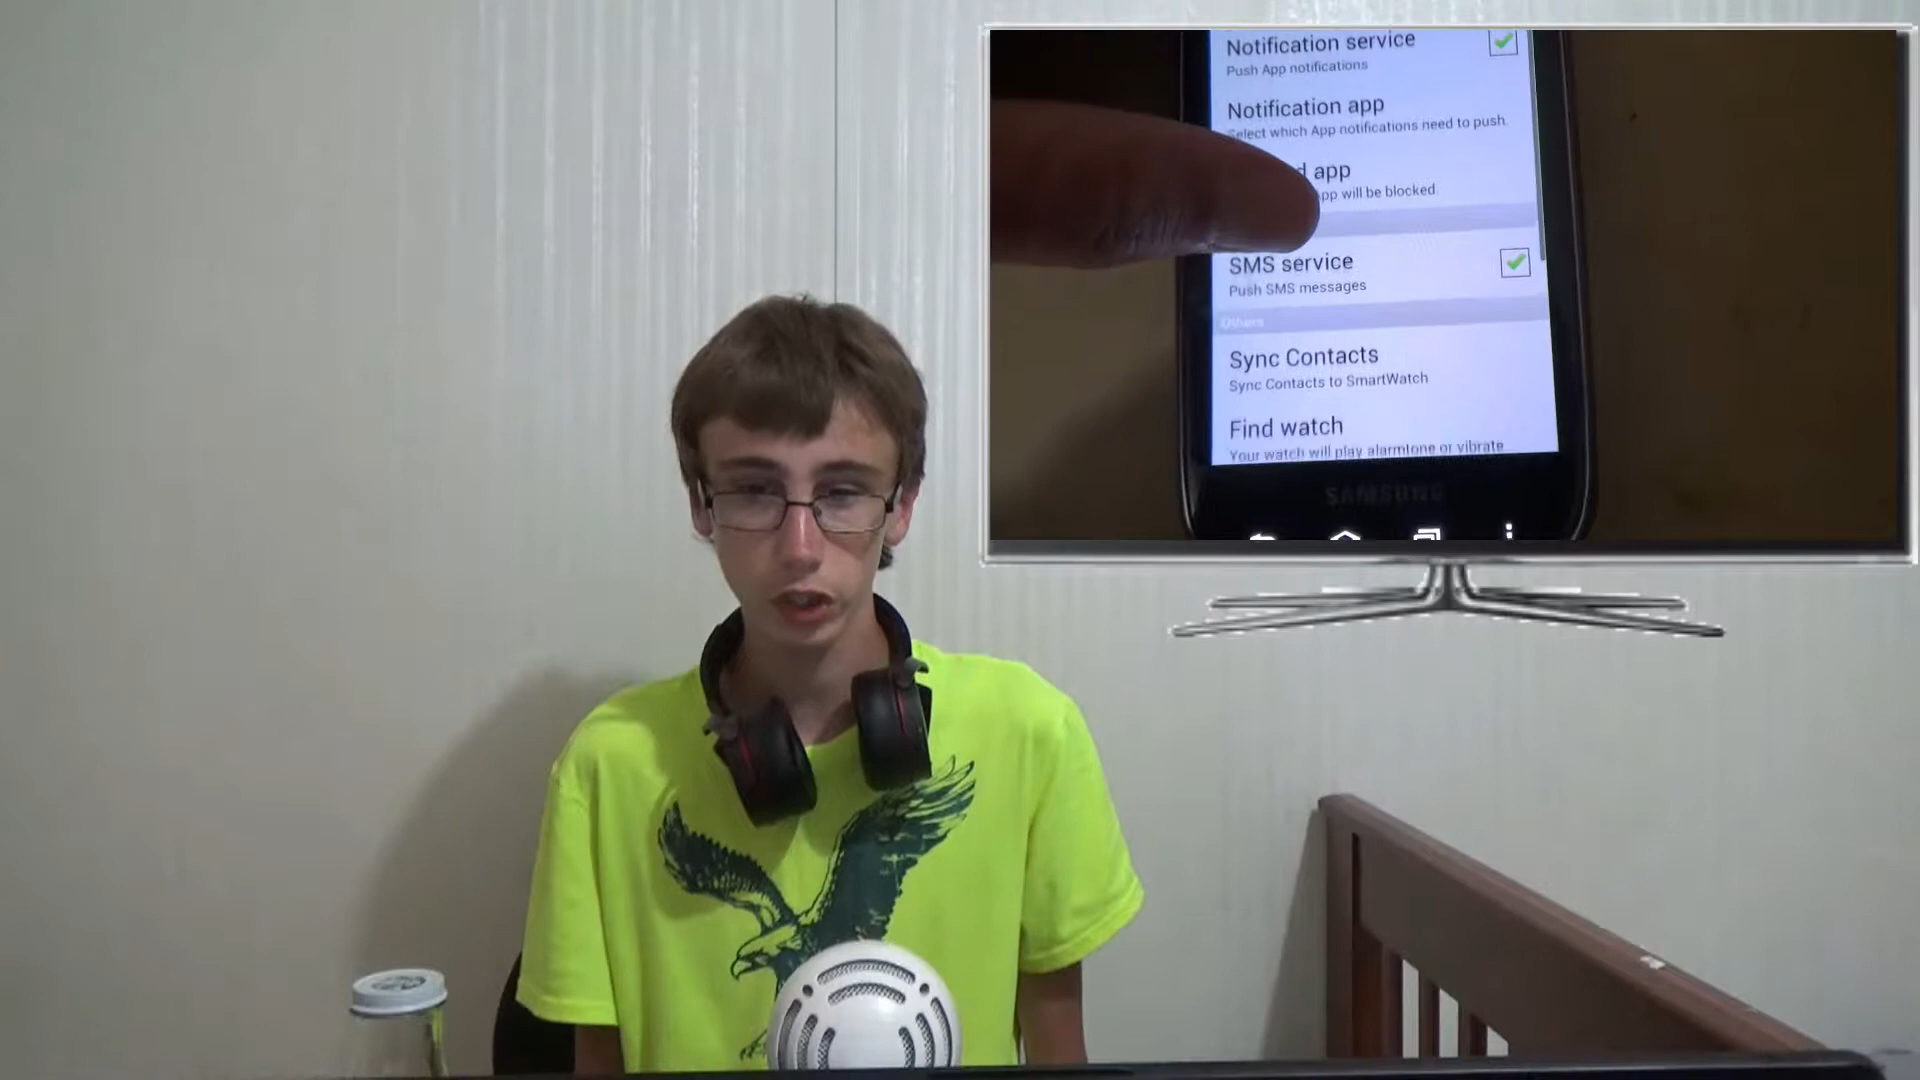 Notification service
Push App notifications
Notification app
Select which App notifications need to push.
app
will be blocked.
SMS service
Push SMS messages
Others
Sync Contacts
Sync Contacts to SmartWatch
Find watch
Your watch will play alarmtone or vibrate
SAMSUNG